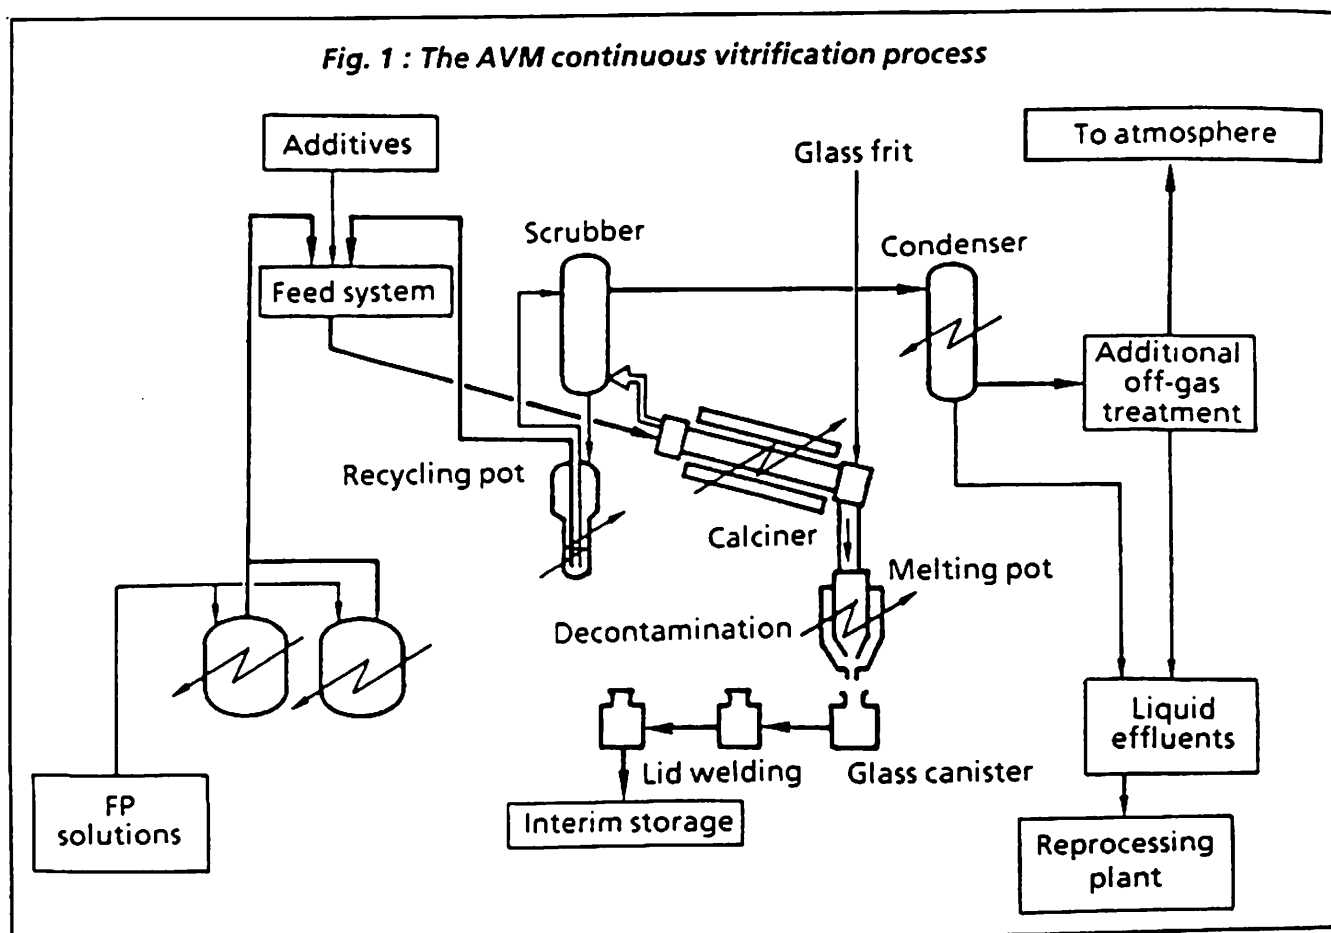 Fig. 1 : The AVM continuous vitrification process
Additives
Glass frit
To atmosphere
Scrubber
Condenser
Feed system
Additional
off-gas
treatment
Recycling pot
Calciner
Melting pot
Decontamination
Liquid
effluents
Lid welding
Glass canister
FP
solutions
Interim storage
Reprocessing
plant